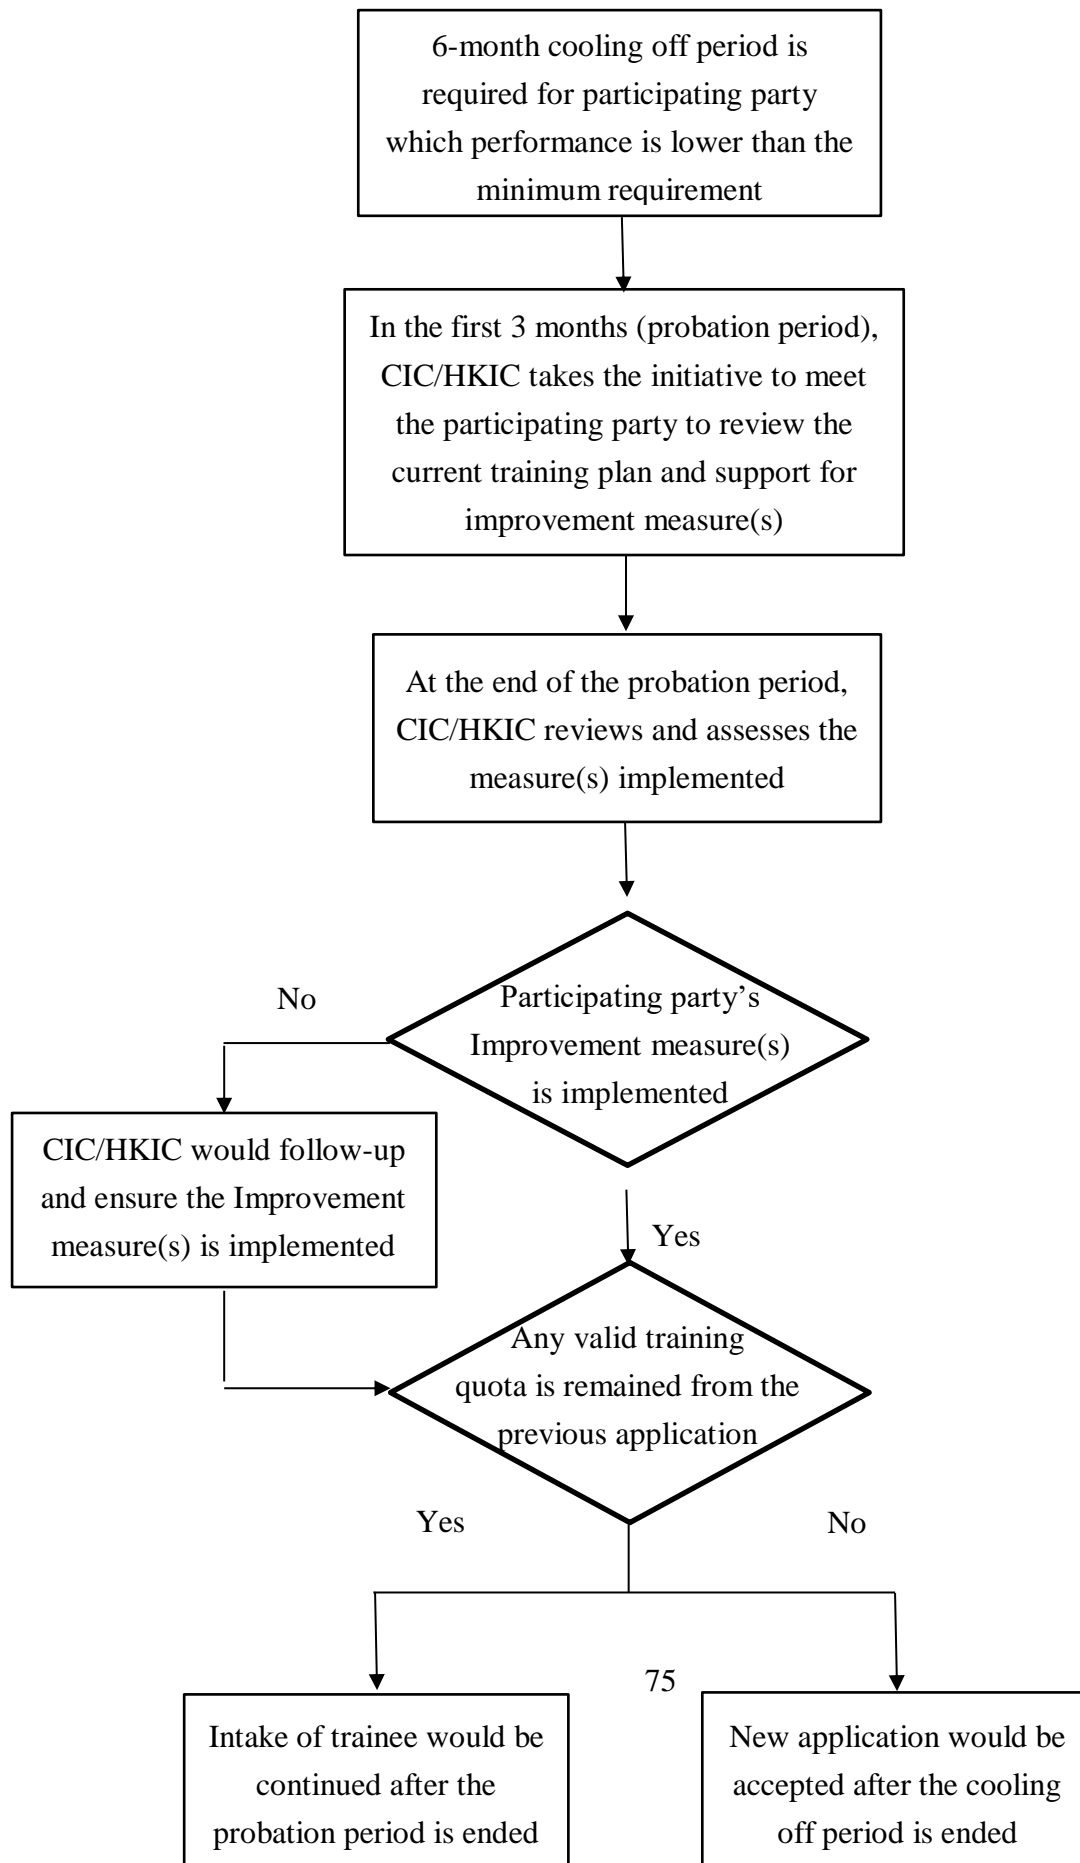 6-month cooling off period is
required for participating party
which performance is lower than the
minimum requirement
In the first 3 months (probation period),
CIC/HKIC takes the initiative to meet
the participating party to review the
current training plan and support for
improvement measure(s)
At the end of the probation period,
CIC/HKIC reviews and assesses the
measure(s) implemented
No
Participating party’s
Improvement measure(s)
is implemented
CIC/HKIC would follow-up
and ensure the Improvement
measure(s) is implemented
Yes
Any valid training
quota is remained from the
previous application
Yes
No
75
Intake of trainee would be
continued after the
probation period is ended
New application would be
accepted after the cooling
off period is ended